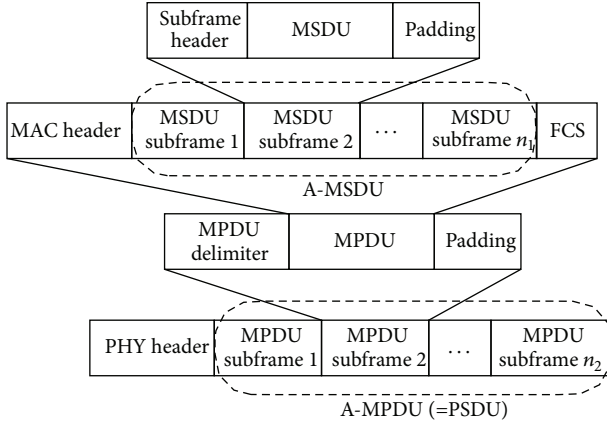 Subframe header MSDU Padding
MAC header MSDU subframe 1 MSDU subframe 2 ... MSDU subframe n1 FCS
A-MSDU
MPDU delimiter MPDU Padding
PHY header MPDU subframe 1 MPDU subframe 2 ... MPDU subframe n2
A-MPDU (=PSDU)